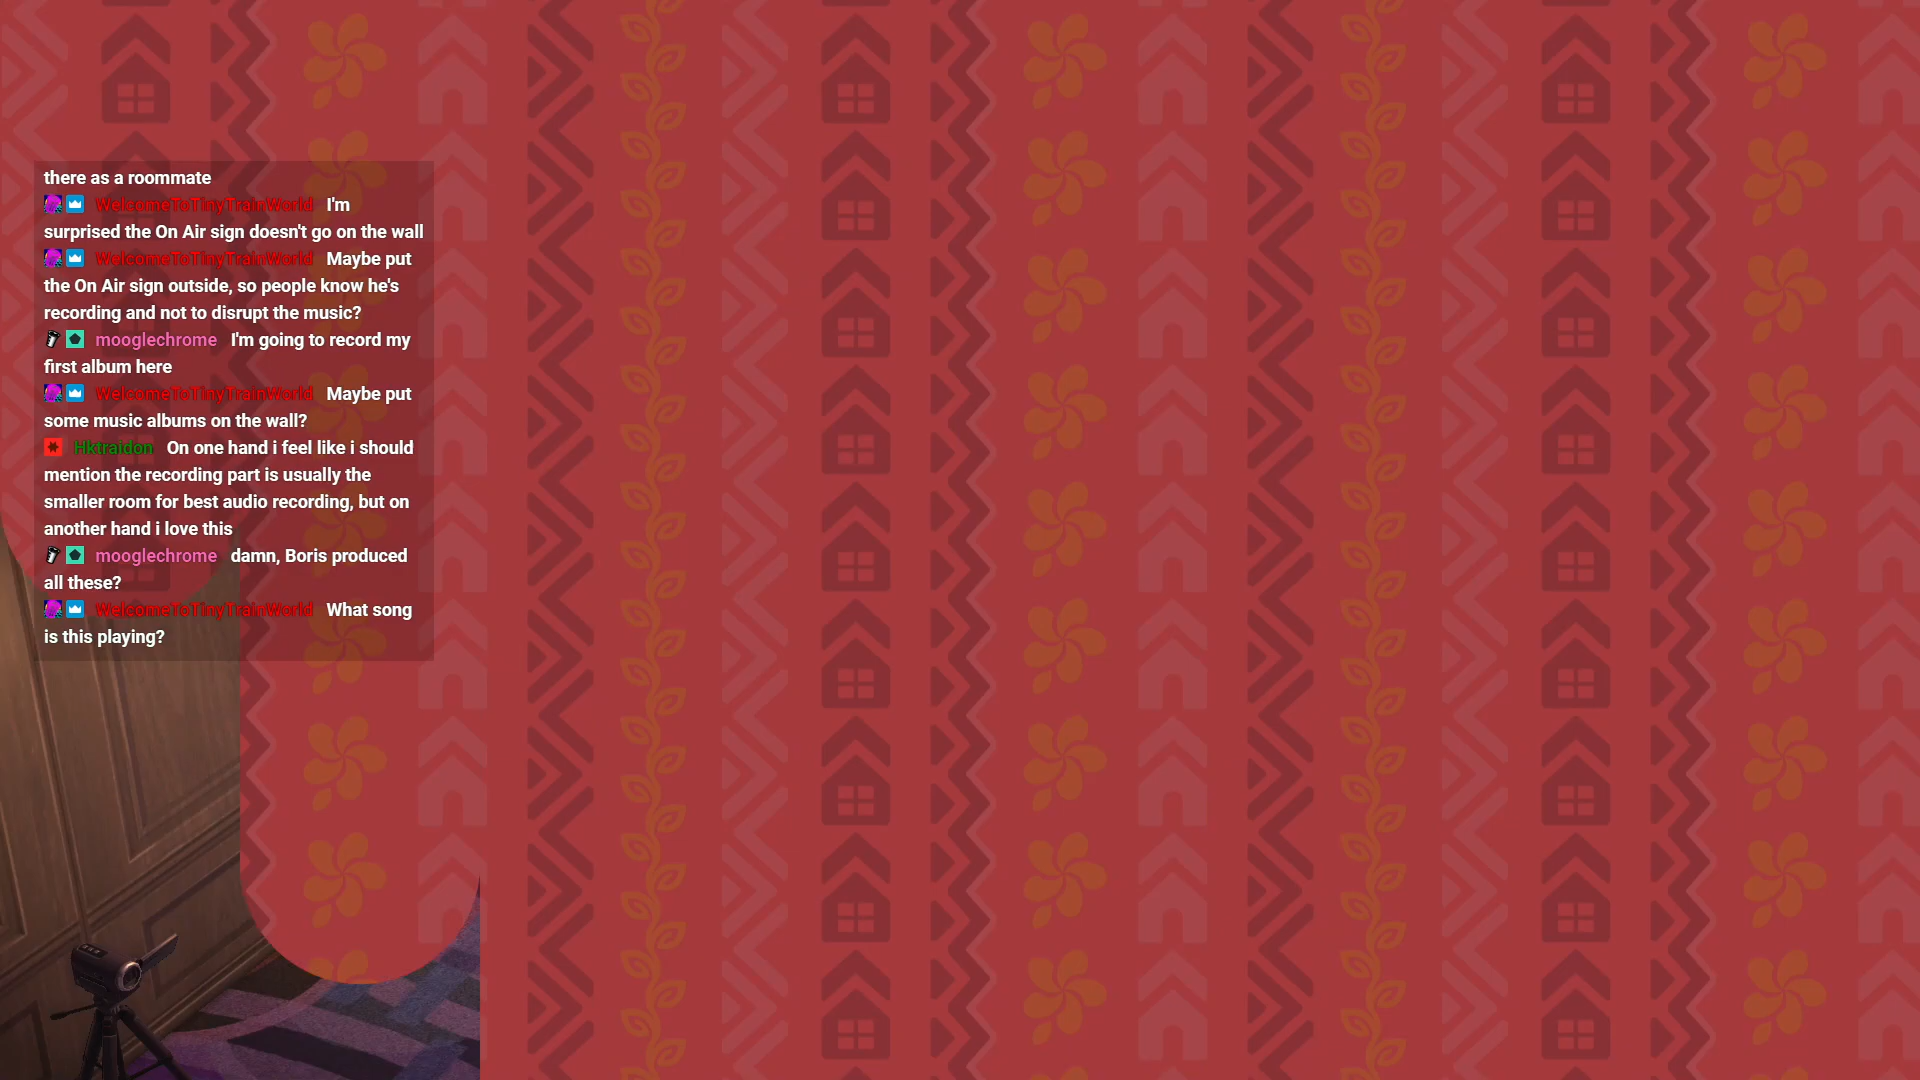 there as a roommate
WelcomeToTinyTrainWorld I'm
surprised the On Air sign doesn't go on the wall
WelcomeToTinyTrainWorld Maybe put
the On Air sign outside, so people know he's
recording and not to disrupt the music?
mooglechrome I'm going to record my
first album here
WelcomeToTinyTrainWorld Maybe put
some music albums on the wall?
Hktraidon On one hand i feel like i should
mention the recording part is usually the
smaller room for best audio recording, but on
another hand i love this
mooglechrome damn, Boris produced
all these?
WelcomeToTinyTrainWorld What song
is this playing?